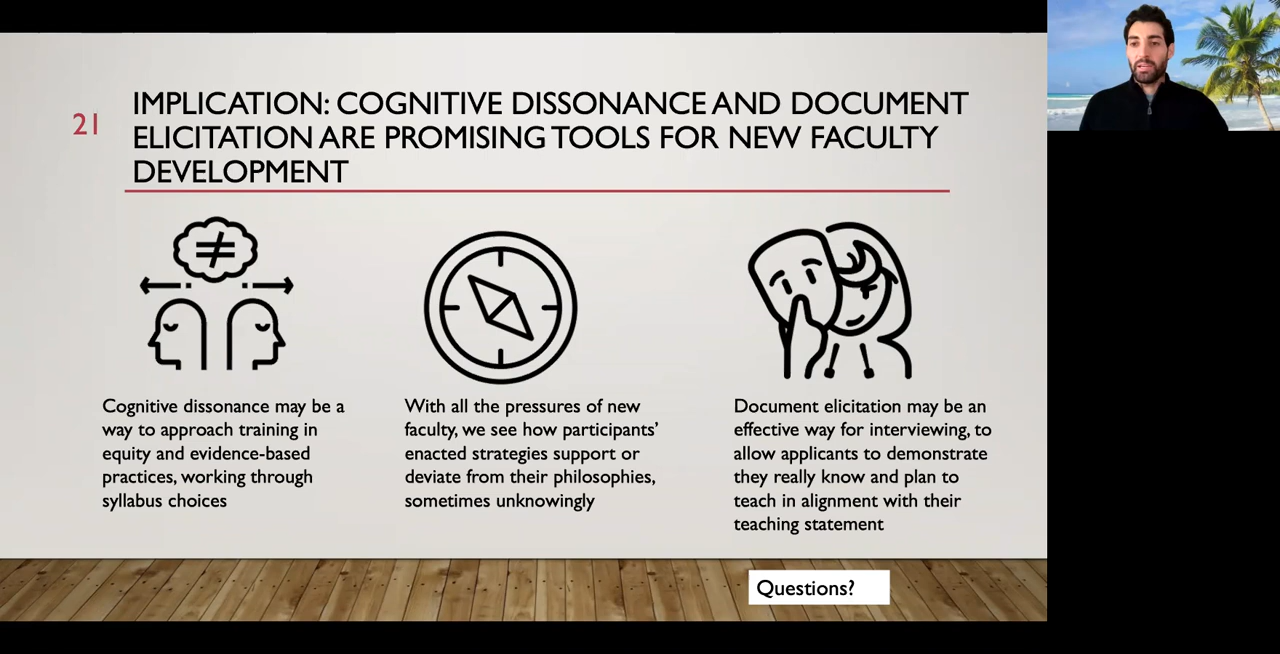 21
IMPLICATION: COGNITIVE DISSONANCE AND DOCUMENT
ELICITATION ARE PROMISING TOOLS FOR NEW FACULTY
DEVELOPMENT
Cognitive dissonance may be a
way to approach training in
equity and evidence-based
practices, working through
syllabus choices
With all the pressures of new
faculty, we see how participants’
enacted strategies support or
deviate from their philosophies,
sometimes unknowingly
Document elicitation may be an
effective way for interviewing, to
allow applicants to demonstrate
they really know and plan to
teach in alignment with their
teaching statement
Questions?